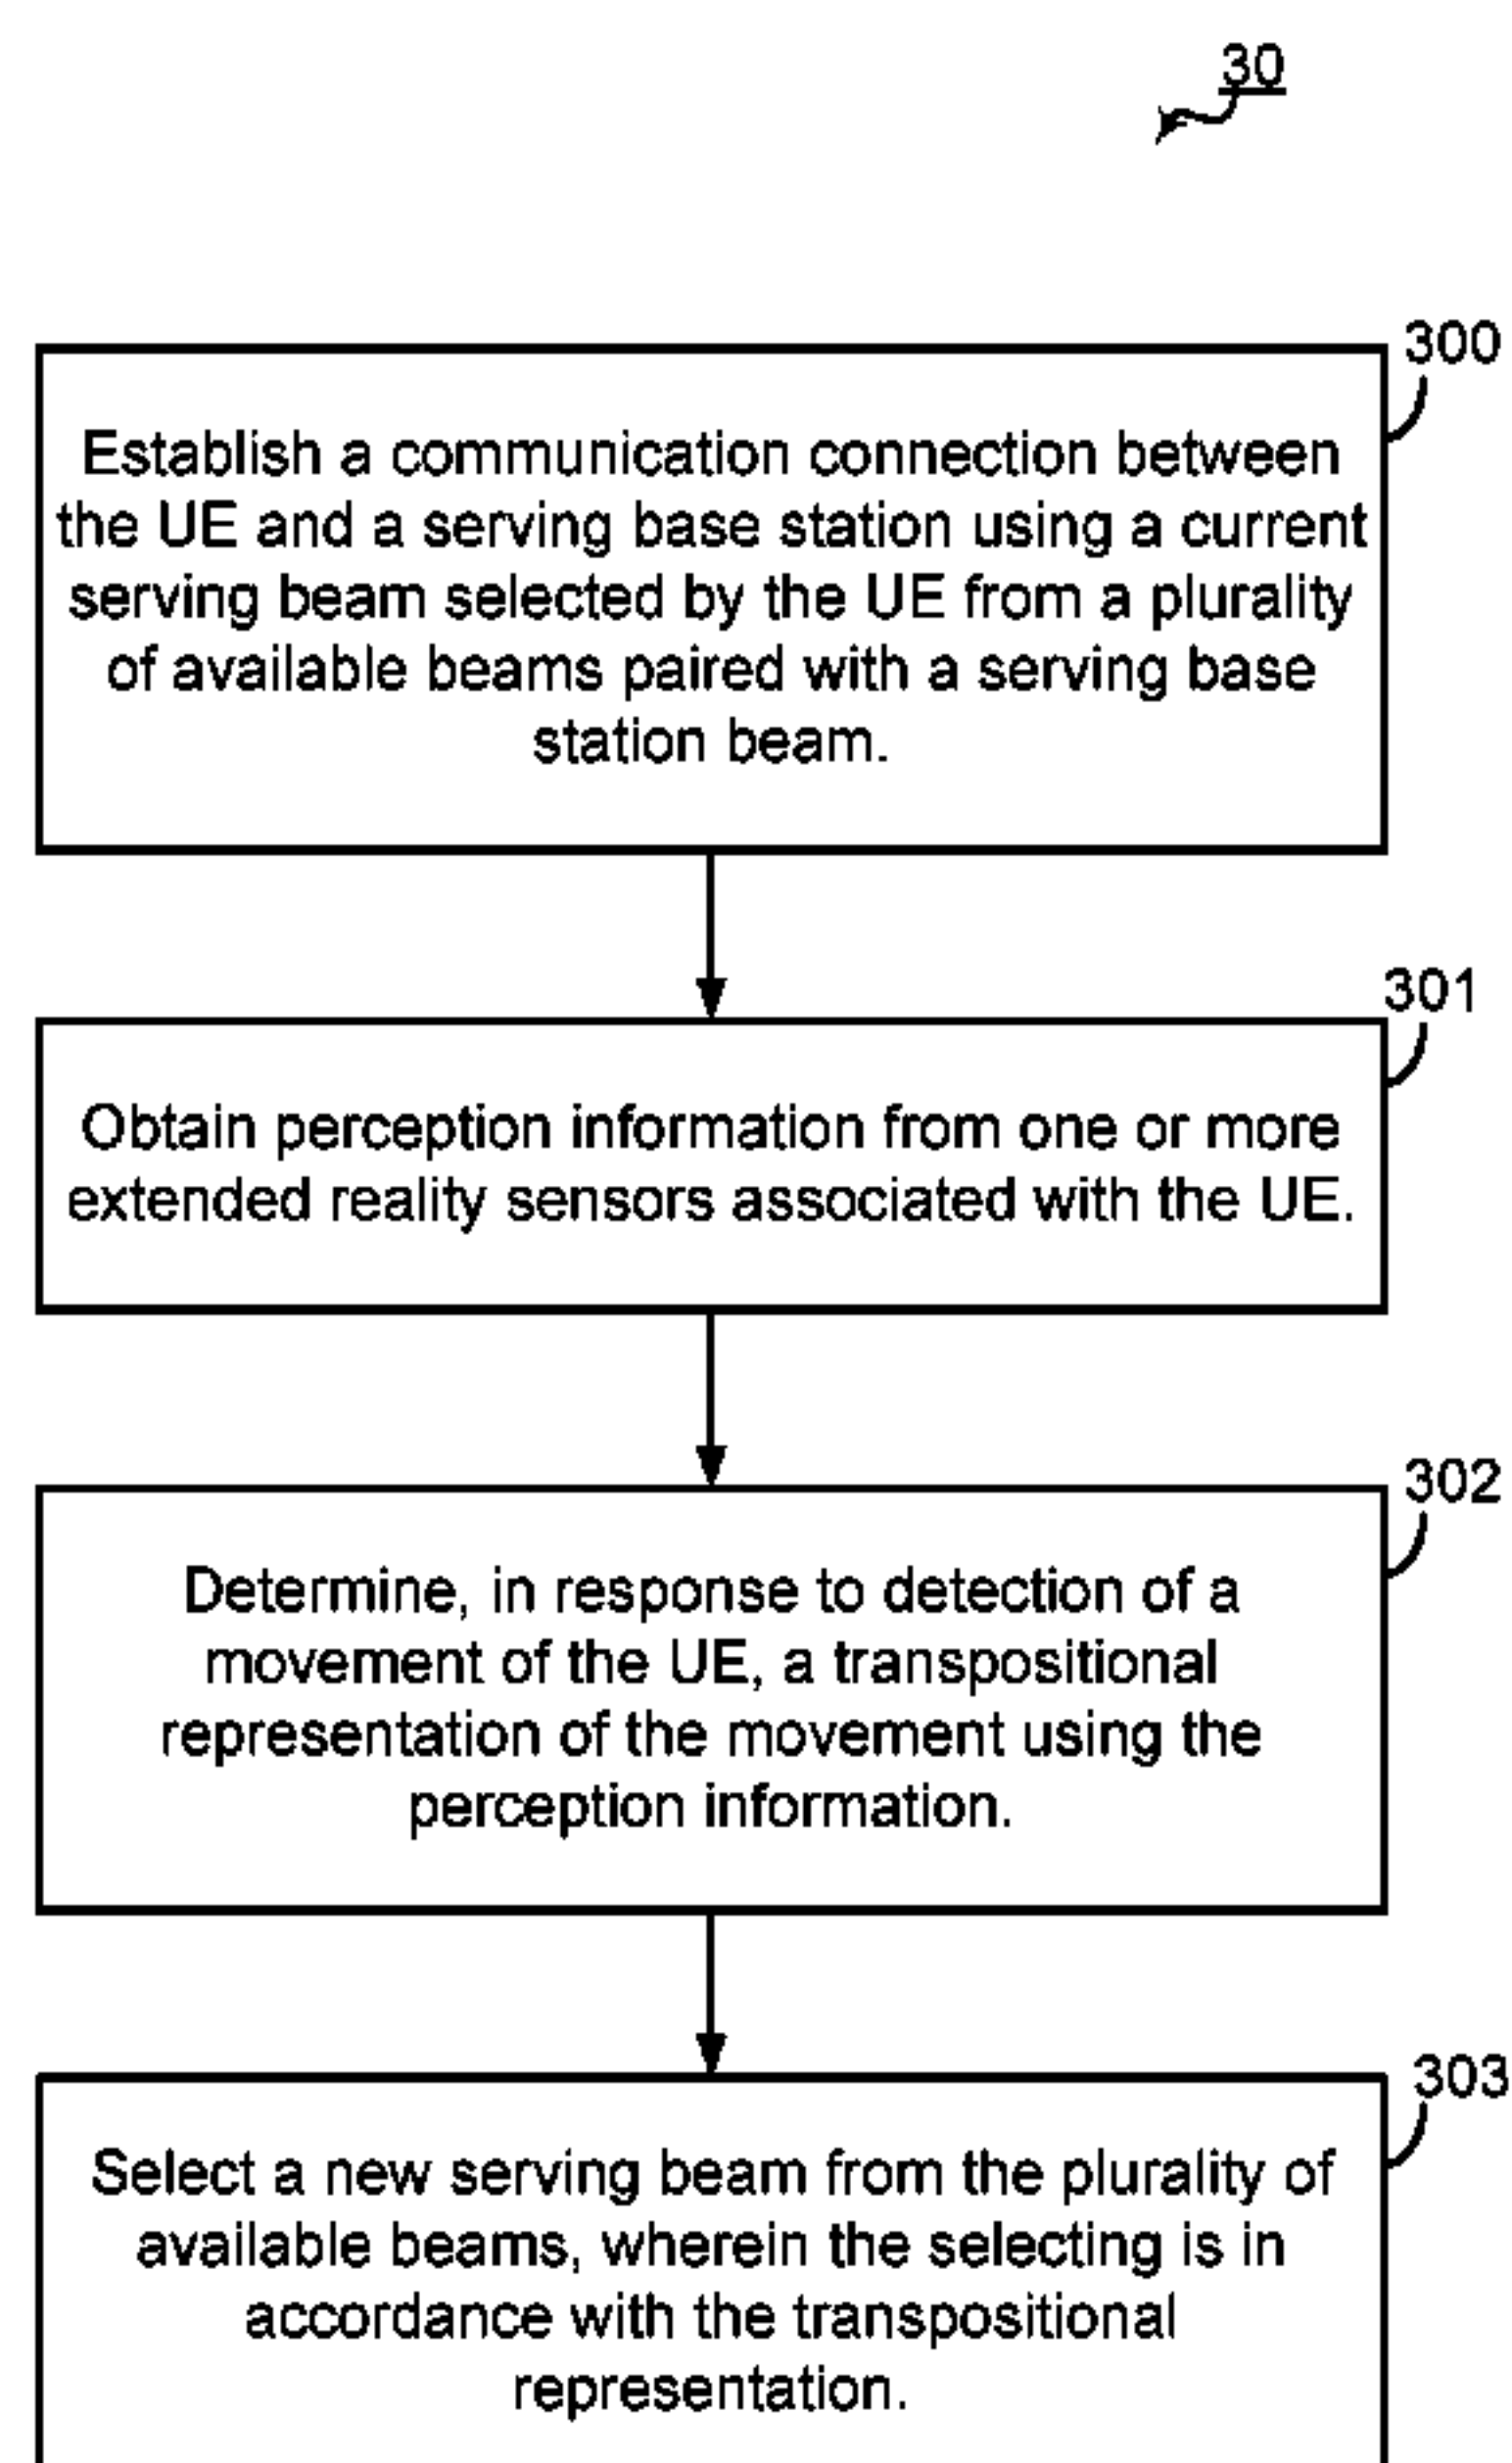 30
300
Establish a communication connection between
the UE and a serving base station using a current
serving beam selected by the UE from a plurality
of available beams paired with a serving base
station beam.
301
Obtain perception information from one or more
extended reality sensors associated with the UE.
302
Determine, in response to detection of a
movement of the UE, a transpositional
representation of the movement using the
perception information.
303
Select a new serving beam from the plurality of
available beams, wherein the selecting is in
accordance with the transpositional
representation.